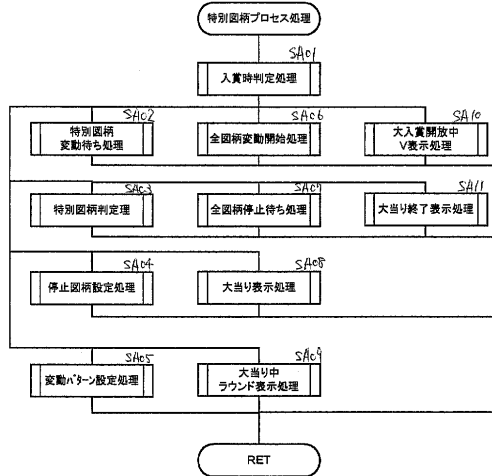 特別図柄プロセス処理
SA01
入賞時判定処理
SA02
特別図柄
変動待ち処理
SA06
全図柄変動開始処理
SA10
大入賞開放中
V表示処理
SA03
特別図柄判定理
SA07
全図柄停止待ち処理
SA11
大当り終了表示処理
SA04
停止図柄設定処理
SA08
大当り表示処理
SA05
変動パターン設定処理
SA09
大当り中
ラウンド表示処理
RET